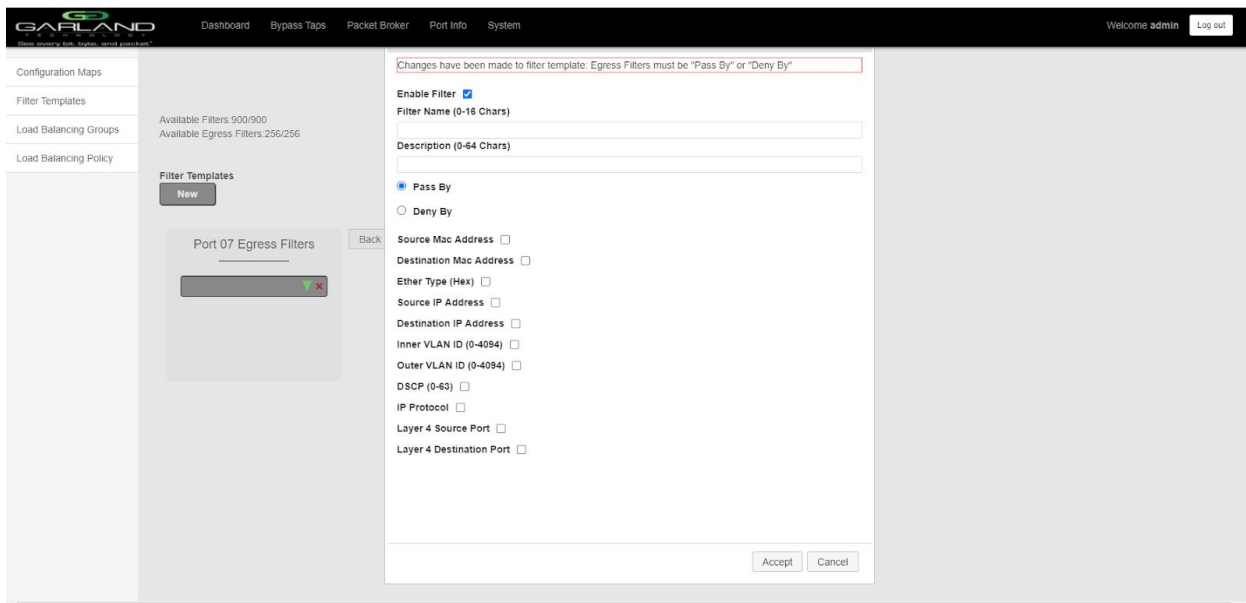 GARLAND
TECHNOLOGY
See every bit, byte, and packet
Dashboard Bypass Taps Packet Broker Port Info System
Welcome admin Log out
Configuration Maps
Filter Templates
Load Balancing Groups
Load Balancing Policy
Available Filters:900/900
Available Egress Filters:256/256
Filter Templates
New
Port 07 Egress Filters
Back
Changes have been made to filter template: Egress Filters must be "Pass By" or "Deny By"
Enable Filter
Filter Name (0-16 Chars)
Description (0-64 Chars)
Pass By
Deny By
Source Mac Address
Destination Mac Address
Ether Type (Hex)
Source IP Address
Destination IP Address
Inner VLAN ID (0-4094)
Outer VLAN ID (0-4094)
DSCP (0-63)
IP Protocol
Layer 4 Source Port
Layer 4 Destination Port
Accept Cancel